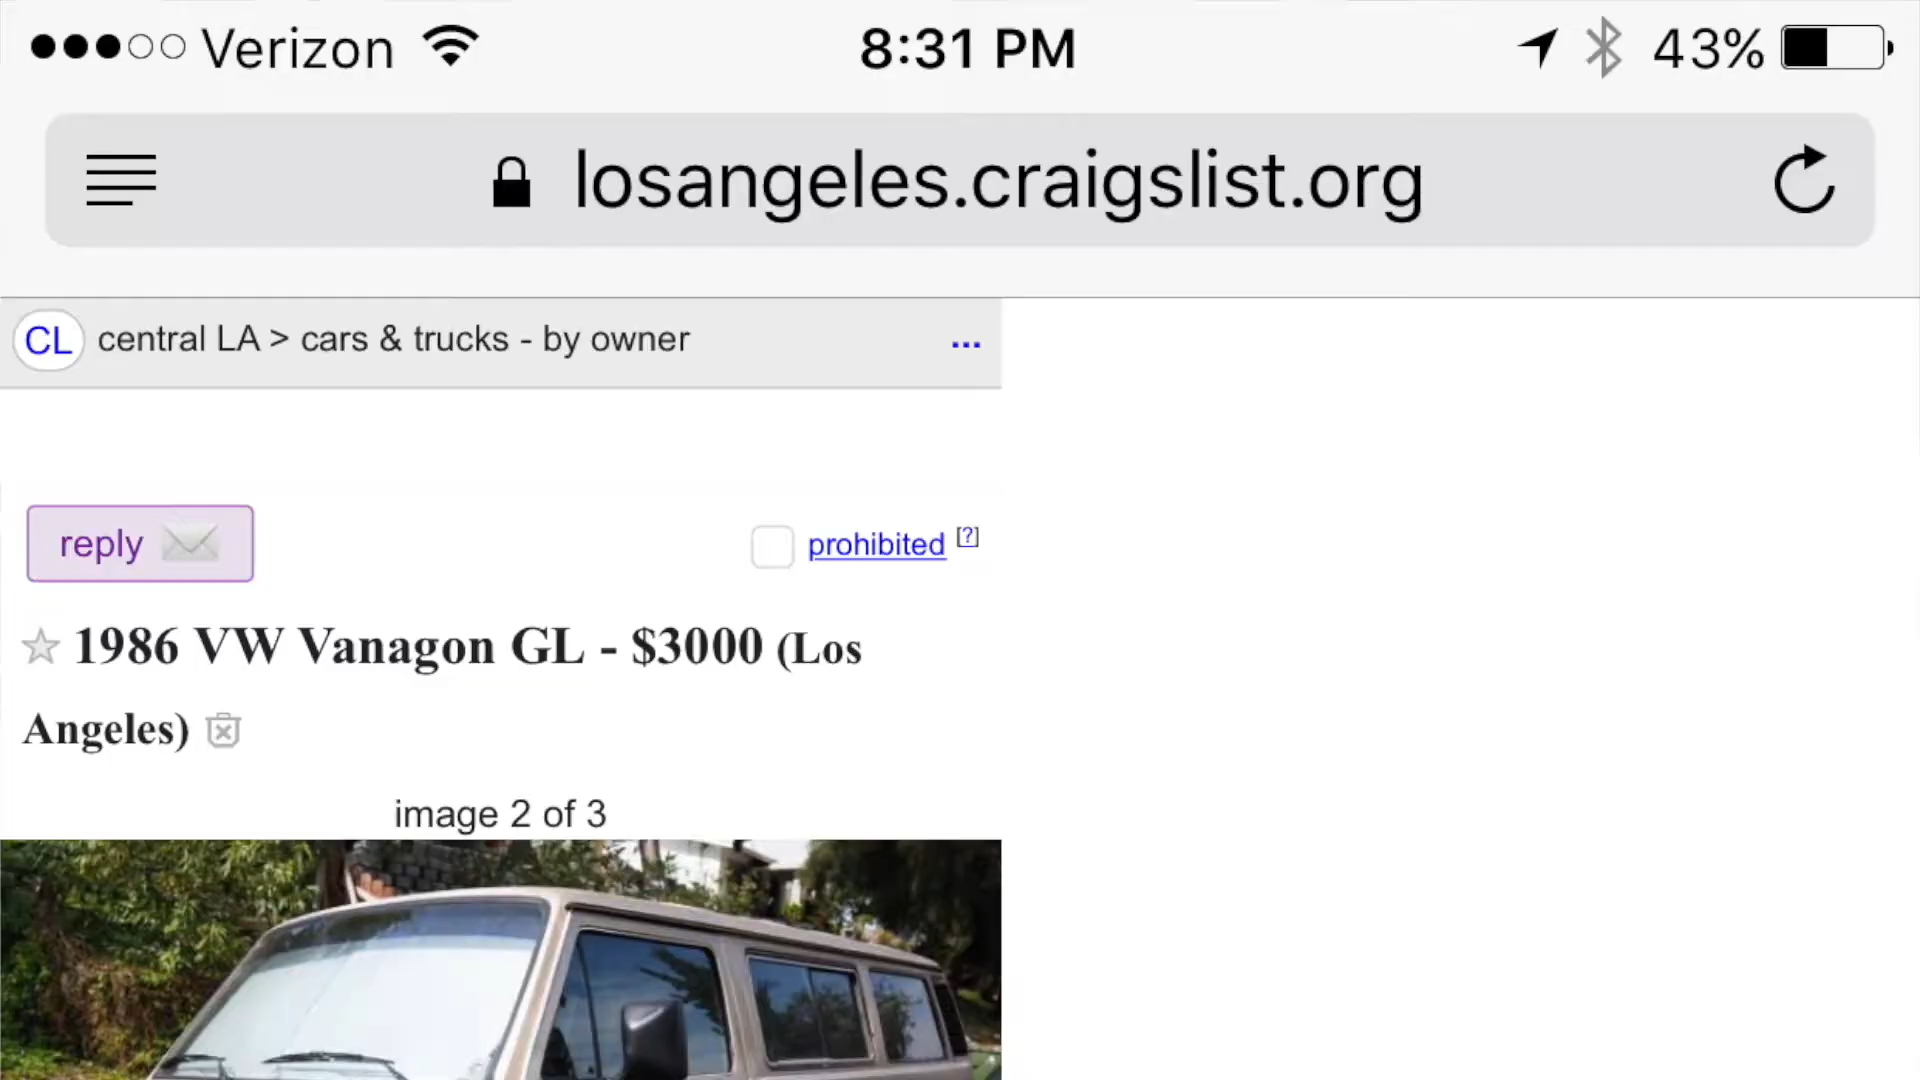 Verizon 8:31 PM 43%
losangeles.craigslist.org
CL central LA > cars & trucks - by owner ...
reply prohibited [?]
1986 VW Vanagon GL - $3000 (Los
Angeles)
image 2 of 3